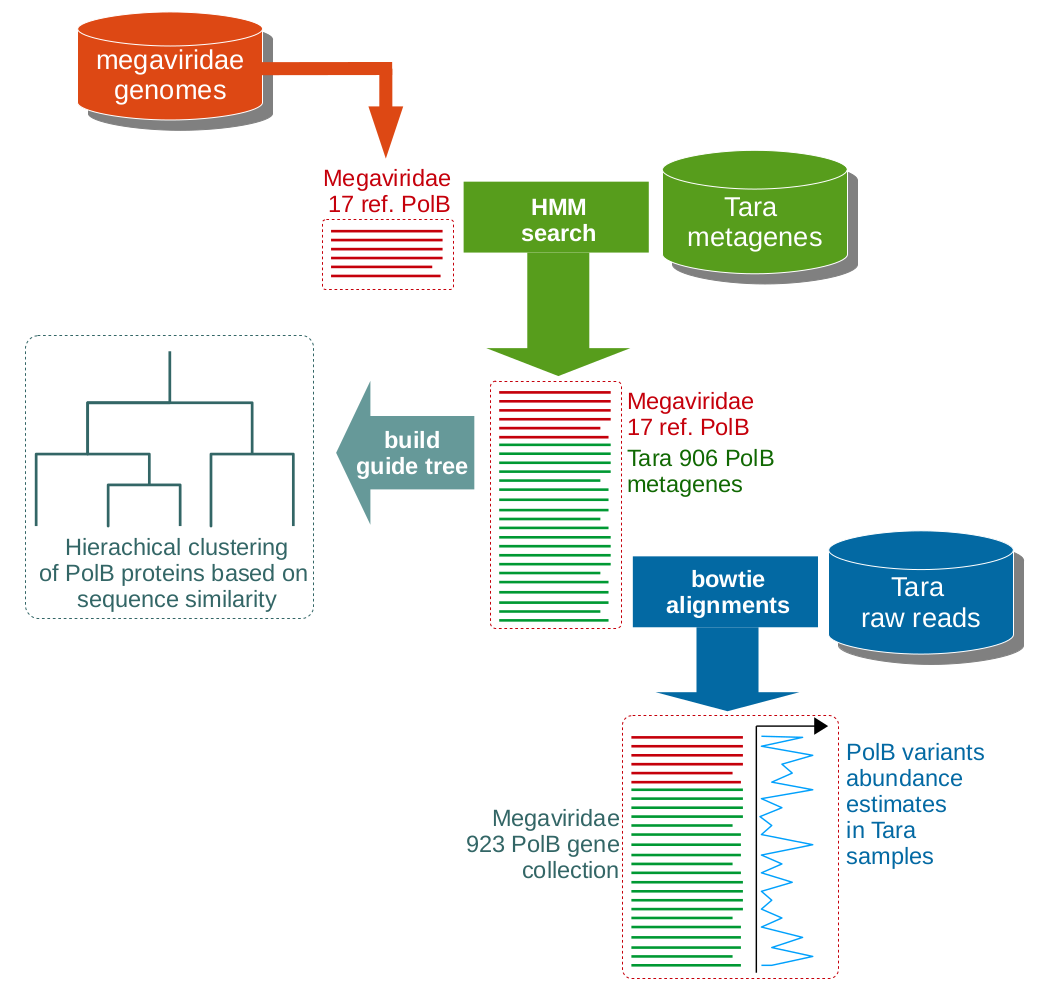 megaviridae
genomes
Megaviridae
17 ref. PolB
HMM
search
Tara
metagenes
build
guide tree
Megaviridae
17 ref. PolB
Tara 906 PolB
metagenes
Hierachical clustering
of PolB proteins based on
sequence similarity
bowtie
alignments
Tara
raw reads
Megaviridae
923 PolB gene
collection
PolB variants
abundance
estimates
in Tara
samples